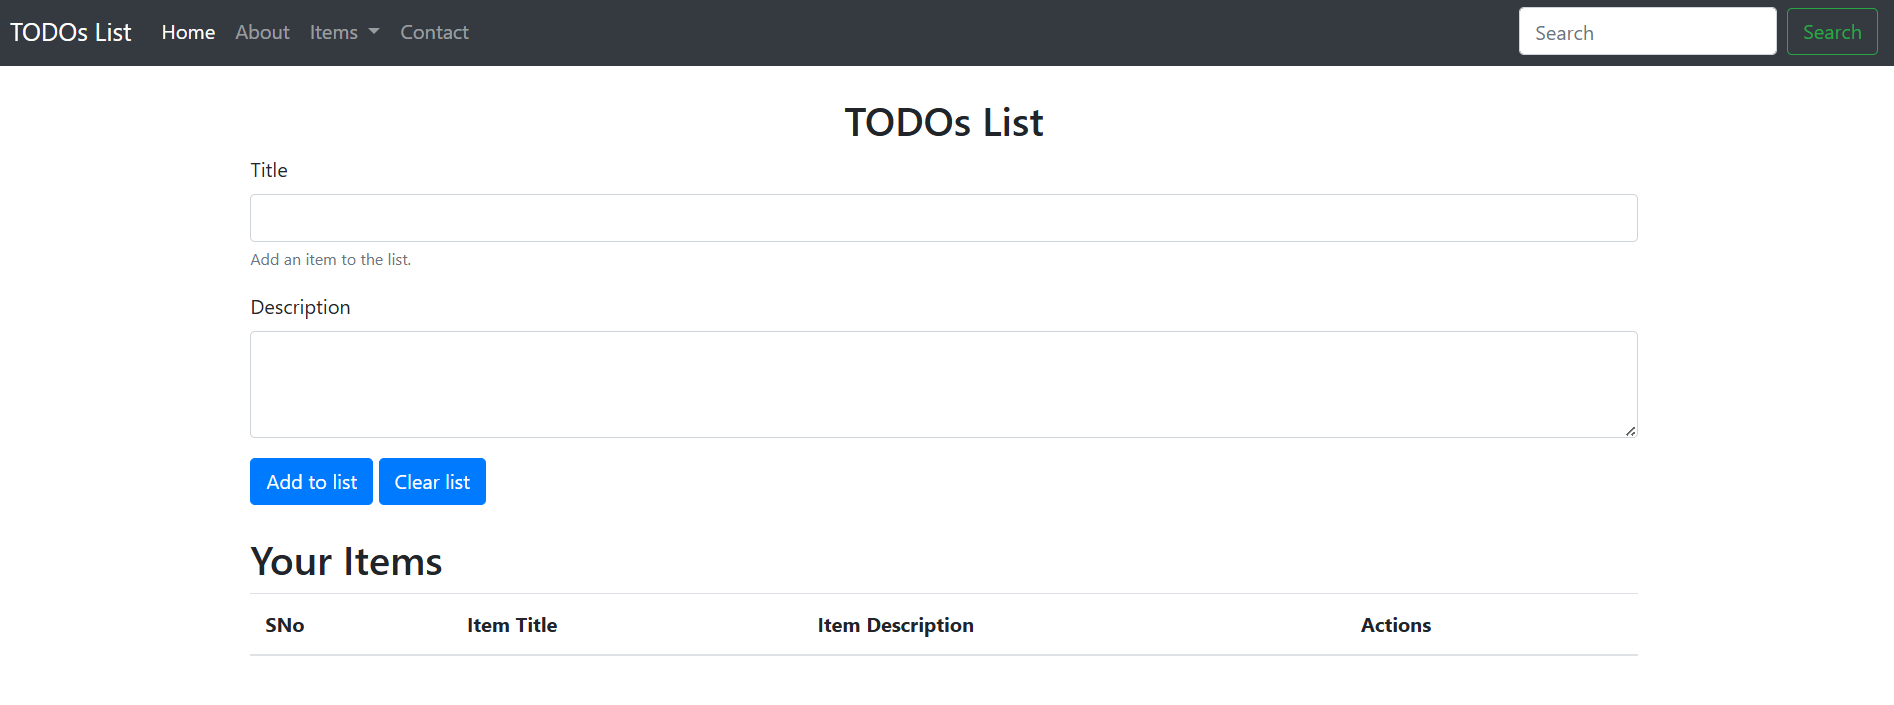 TODOs List Home About Items Contact Search Search
TODOs List
Title
Add an item to the list.
Description
Add to list Clear list
Your Items
SNo Item Title Item Description Actions